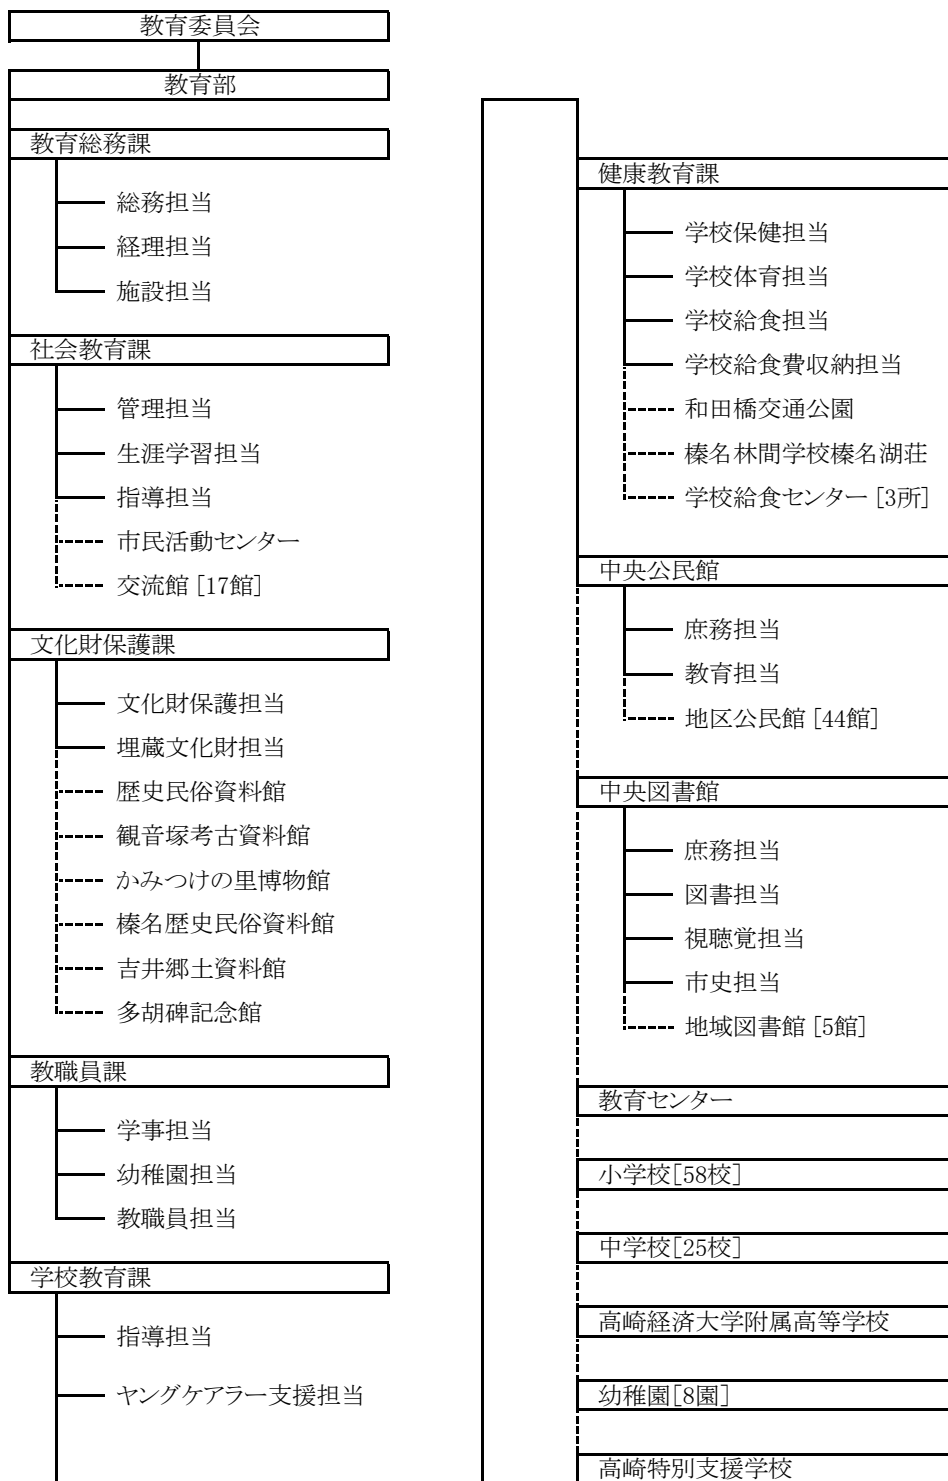 教育委員会
教育部
教育総務課
総務担当
経理担当
施設担当
社会教育課
管理担当
生涯学習担当
指導担当
市民活動センター
交流館 [17館]
文化財保護課
文化財保護担当
埋蔵文化財担当
歴史民俗資料館
観音塚考古資料館
かみつけの里博物館
榛名歴史民俗資料館
吉井郷土資料館
多胡碑記念館
教職員課
学事担当
幼稚園担当
教職員担当
学校教育課
指導担当
ヤングケアラー支援担当
健康教育課
学校保健担当
学校体育担当
学校給食担当
学校給食費収納担当
和田橋交通公園
榛名林間学校榛名湖荘
学校給食センター [3所]
中央公民館
庶務担当
教育担当
地区公民館 [44館]
中央図書館
庶務担当
図書担当
視聴覚担当
市史担当
地域図書館 [5館]
教育センター
小学校[58校]
中学校[25校]
高崎経済大学附属高等学校
幼稚園[8園]
高崎特別支援学校